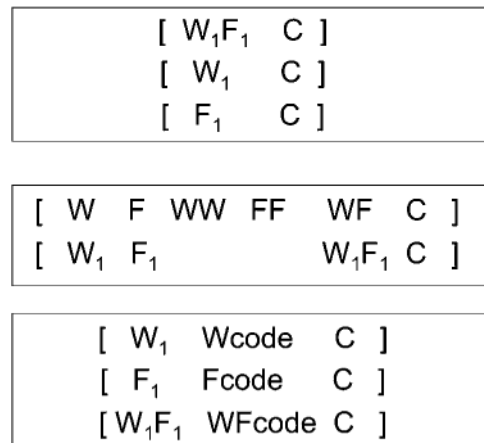 [ W₁F₁ C ]
[ W₁ C ]
[ F₁ C ]
[ W F WW FF WF C ]
[ W₁ F₁ W₁F₁ C ]
[ W₁ Wcode C ]
[ F₁ Fcode C ]
[ W₁F₁ WFcode C ]